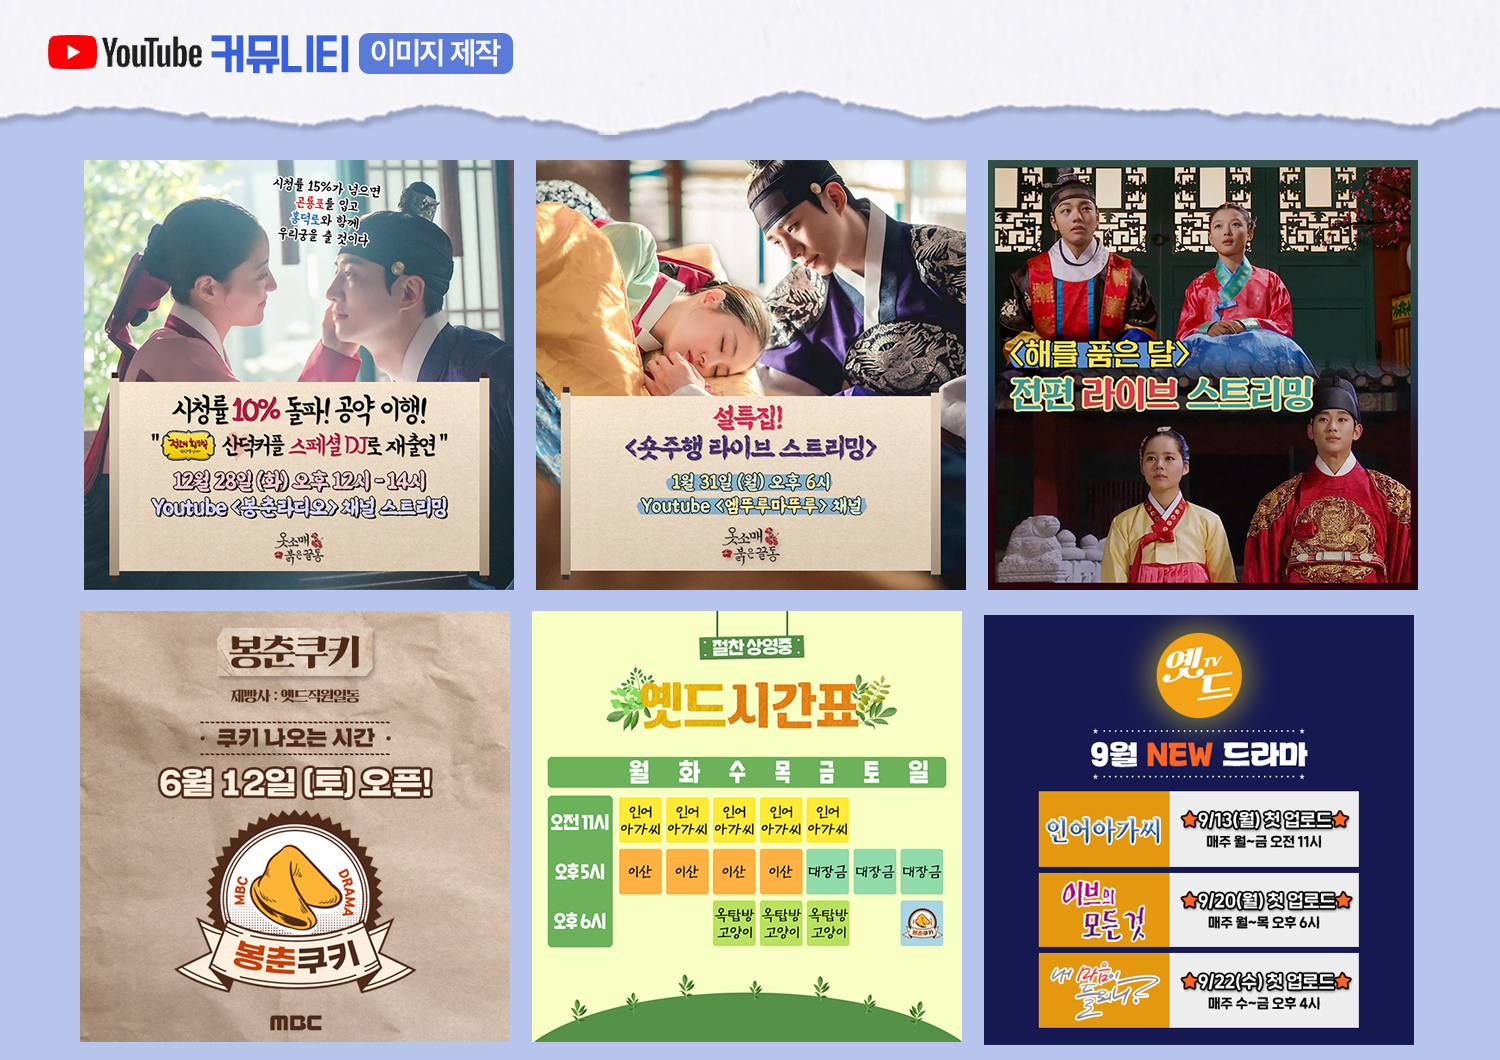 YouTube 커뮤니티 이미지 제작
시청률 15%가 넘으면
곤룡포를 입고
홍덕로와 함께
우리궁을 출 것이다
시청률 10% 돌파! 공약 이행!
" 산덕커플 스페셜 DJ로 재출연 "
12월 28일 (화) 오후 12시 - 14시
Youtube <봉춘라디오> 채널 스트리밍
옷소매
붉은끝동
설특집!
<숏주행 라이브 스트리밍>
1월 31일 (월) 오후 6시
Youtube <엠뚜루마뚜루> 채널
옷소매
붉은끝동
<해를 품은 달>
전편 라이브 스트리밍
봉춘쿠키
제빵사 : 옛드직원일동
· 쿠키 나오는 시간 ·
6월 12일 (토) 오픈!
MBC DRAMA
봉춘쿠키
MBC
절찬 상영중
옛드시간표
월 화 수 목 금 토 일
오전 11시 인어아가씨 인어아가씨 인어아가씨 인어아가씨 인어아가씨
오후 5시 이산 이산 이산 이산 대장금 대장금 대장금
오후 6시 옥탑방고양이 옥탑방고양이 옥탑방고양이 봉춘쿠키
옛드 TV
9월 NEW 드라마
인어아가씨
9/13(월) 첫 업로드
매주 월~금 오전 11시
이브의
모든 것
9/20(월) 첫 업로드
매주 월~목 오후 6시
내 마음이
들리니?
9/22(수) 첫 업로드
매주 수~금 오후 4시